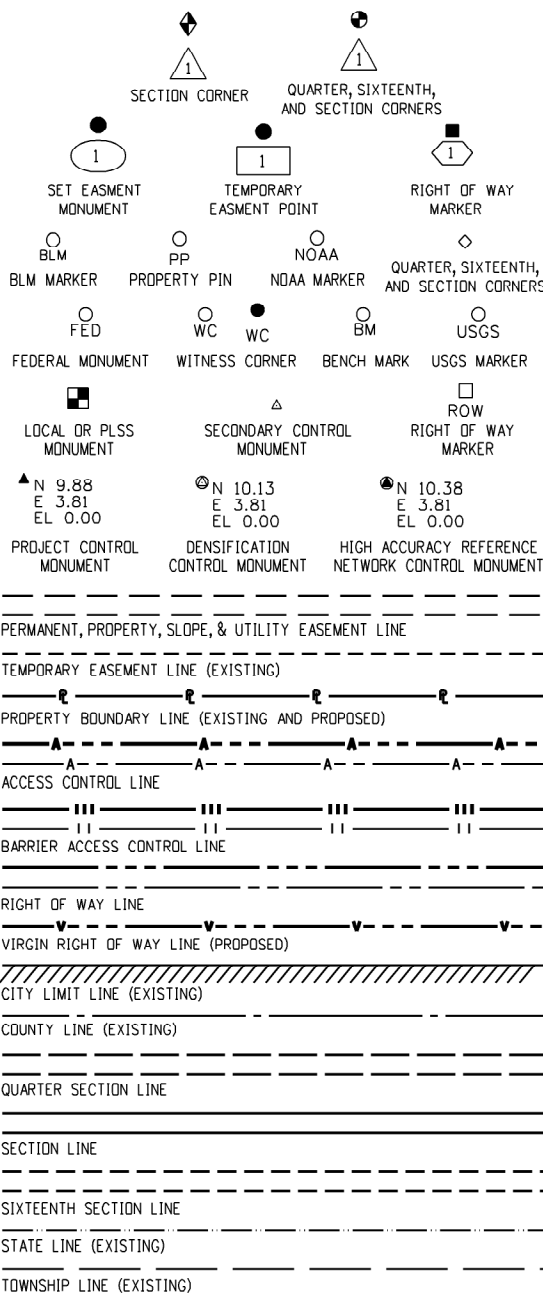 1
1
SECTION CORNER
QUARTER, SIXTEENTH,
AND SECTION CORNERS
1
1
1
SET EASMENT
MONUMENT
TEMPORARY
EASMENT POINT
RIGHT OF WAY
MARKER
BLM
BLM MARKER
PP
PROPERTY PIN
NOAA
NOAA MARKER
QUARTER, SIXTEENTH,
AND SECTION CORNERS
FED
FEDERAL MONUMENT
WC WC
WITNESS CORNER
BM
BENCH MARK
USGS
USGS MARKER
LOCAL OR PLSS
MONUMENT
SECONDARY CONTROL
MONUMENT
ROW
RIGHT OF WAY
MARKER
N 9.88
E 3.81
EL 0.00
PROJECT CONTROL
MONUMENT
N 10.13
E 3.81
EL 0.00
DENSIFICATION
CONTROL MONUMENT
N 10.38
E 3.81
EL 0.00
HIGH ACCURACY REFERENCE
NETWORK CONTROL MONUMENT
PERMANENT, PROPERTY, SLOPE, & UTILITY EASEMENT LINE
TEMPORARY EASEMENT LINE (EXISTING)
℄ ℄ ℄ ℄
PROPERTY BOUNDARY LINE (EXISTING AND PROPOSED)
A A A A
A A A A
ACCESS CONTROL LINE
BARRIER ACCESS CONTROL LINE
RIGHT OF WAY LINE
V V V V
VIRGIN RIGHT OF WAY LINE (PROPOSED)
CITY LIMIT LINE (EXISTING)
COUNTY LINE (EXISTING)
QUARTER SECTION LINE
SECTION LINE
SIXTEENTH SECTION LINE
STATE LINE (EXISTING)
TOWNSHIP LINE (EXISTING)